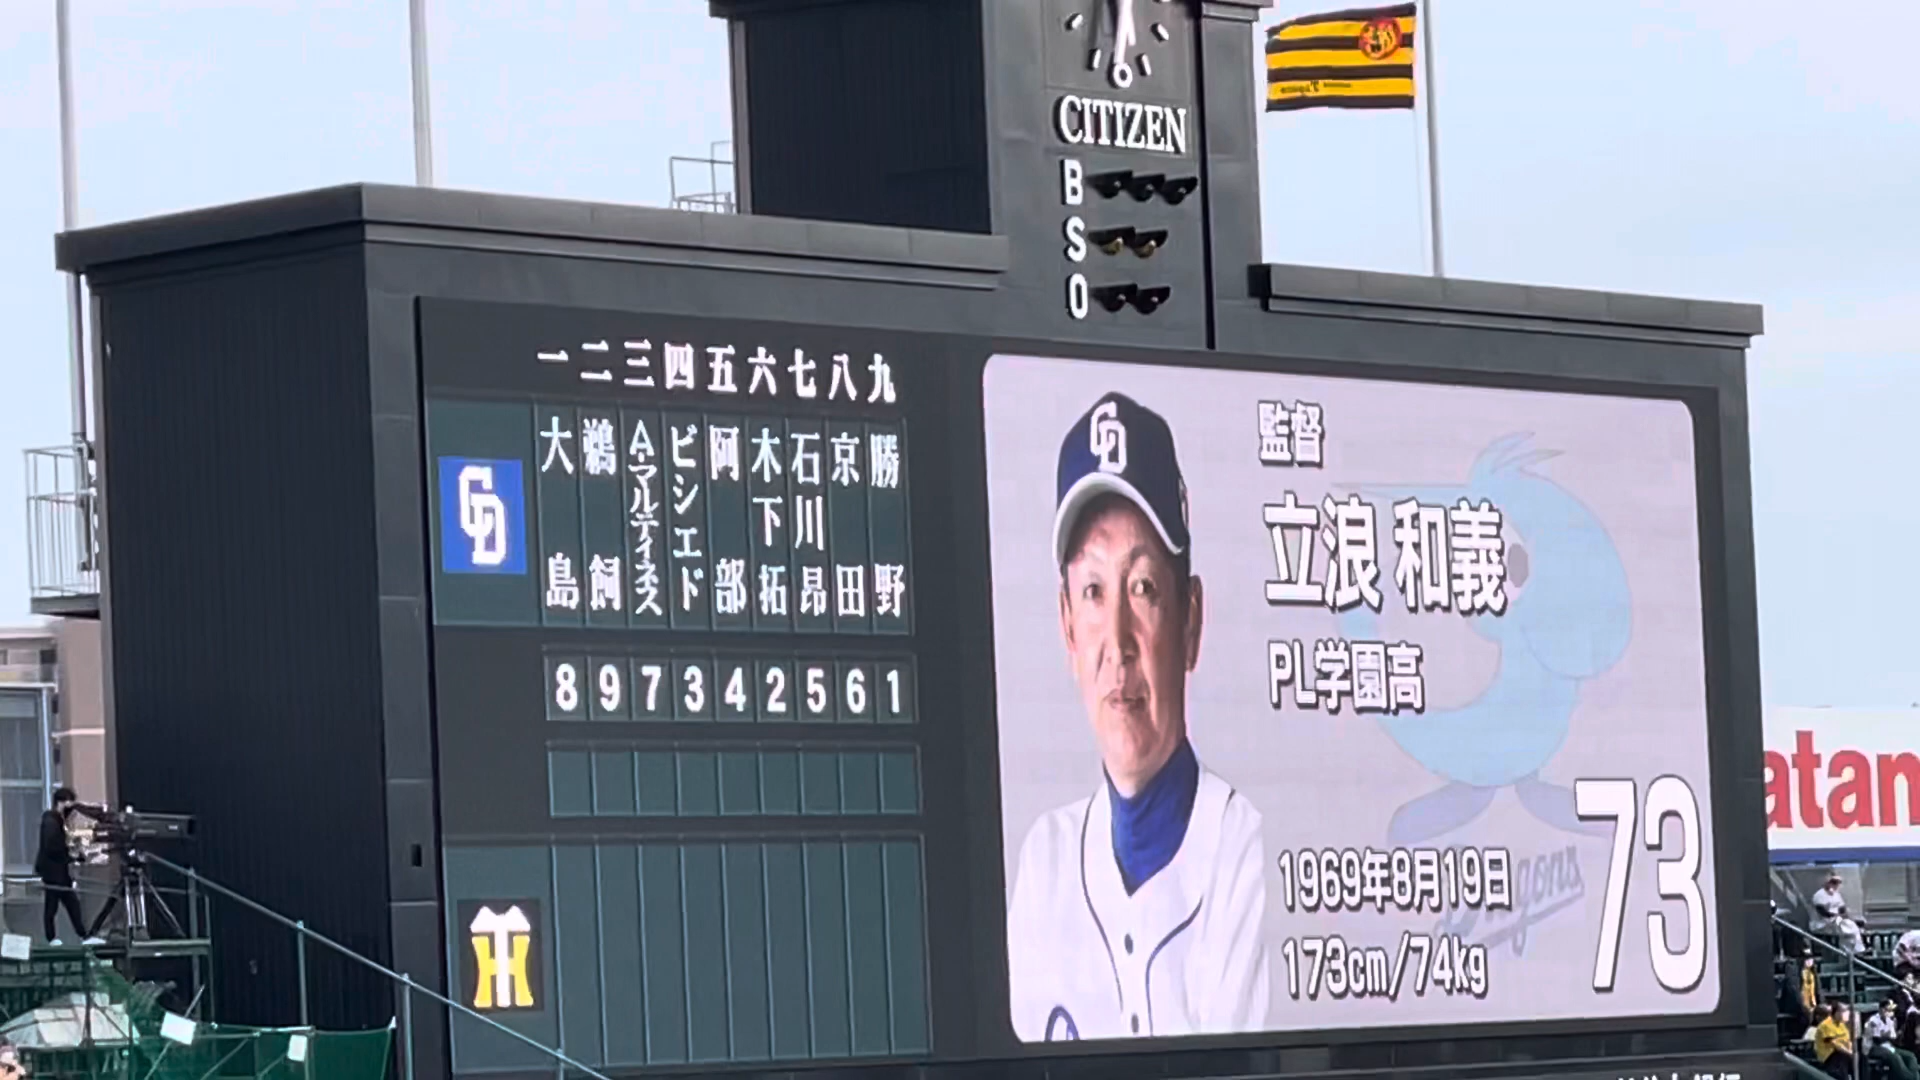 CITIZEN
B
S
O
一 二 三 四 五 六 七 八 九
大島
鵜飼
A・マルティネス
ビシエド
阿部
木下拓
石川昂
京田
勝野
8 9 7 3 4 2 5 6 1
CD
HT
監督
立浪 和義
PL学園高
1969年8月19日
173cm/74kg
73
Dragons
atan